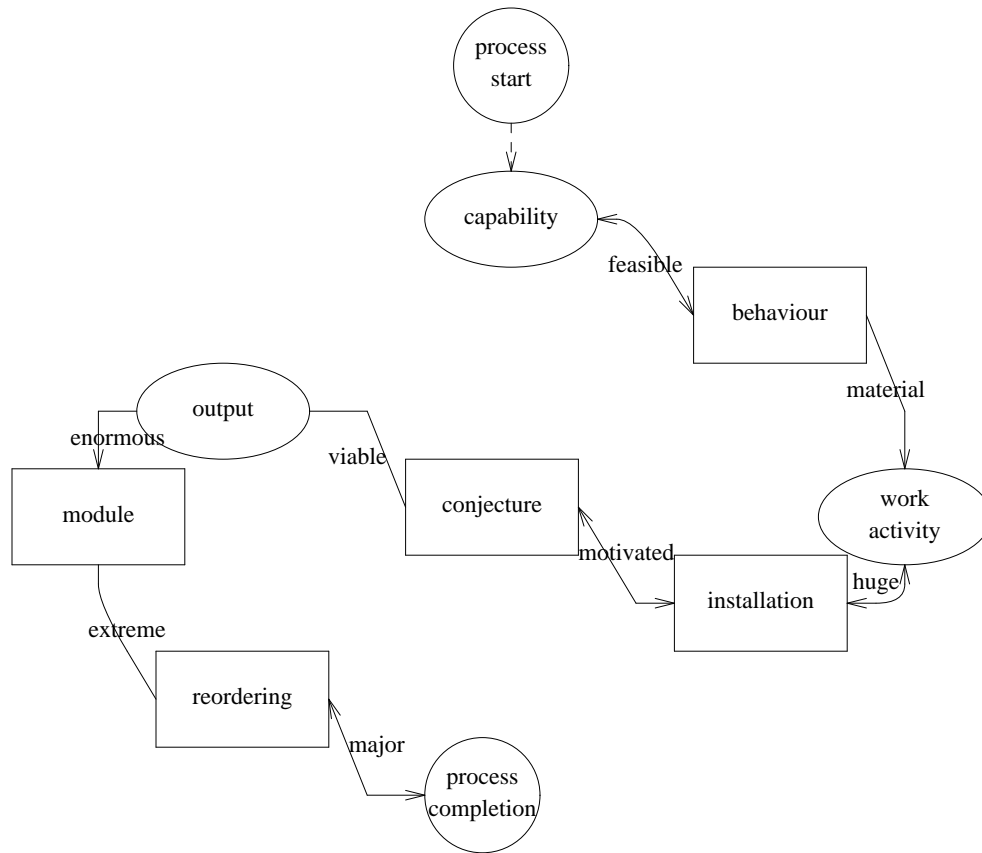 process
start
capability
feasible
behaviour
material
output
enormous
viable
module
conjecture
work
activity
motivated
huge
installation
extreme
reordering
major
process
completion